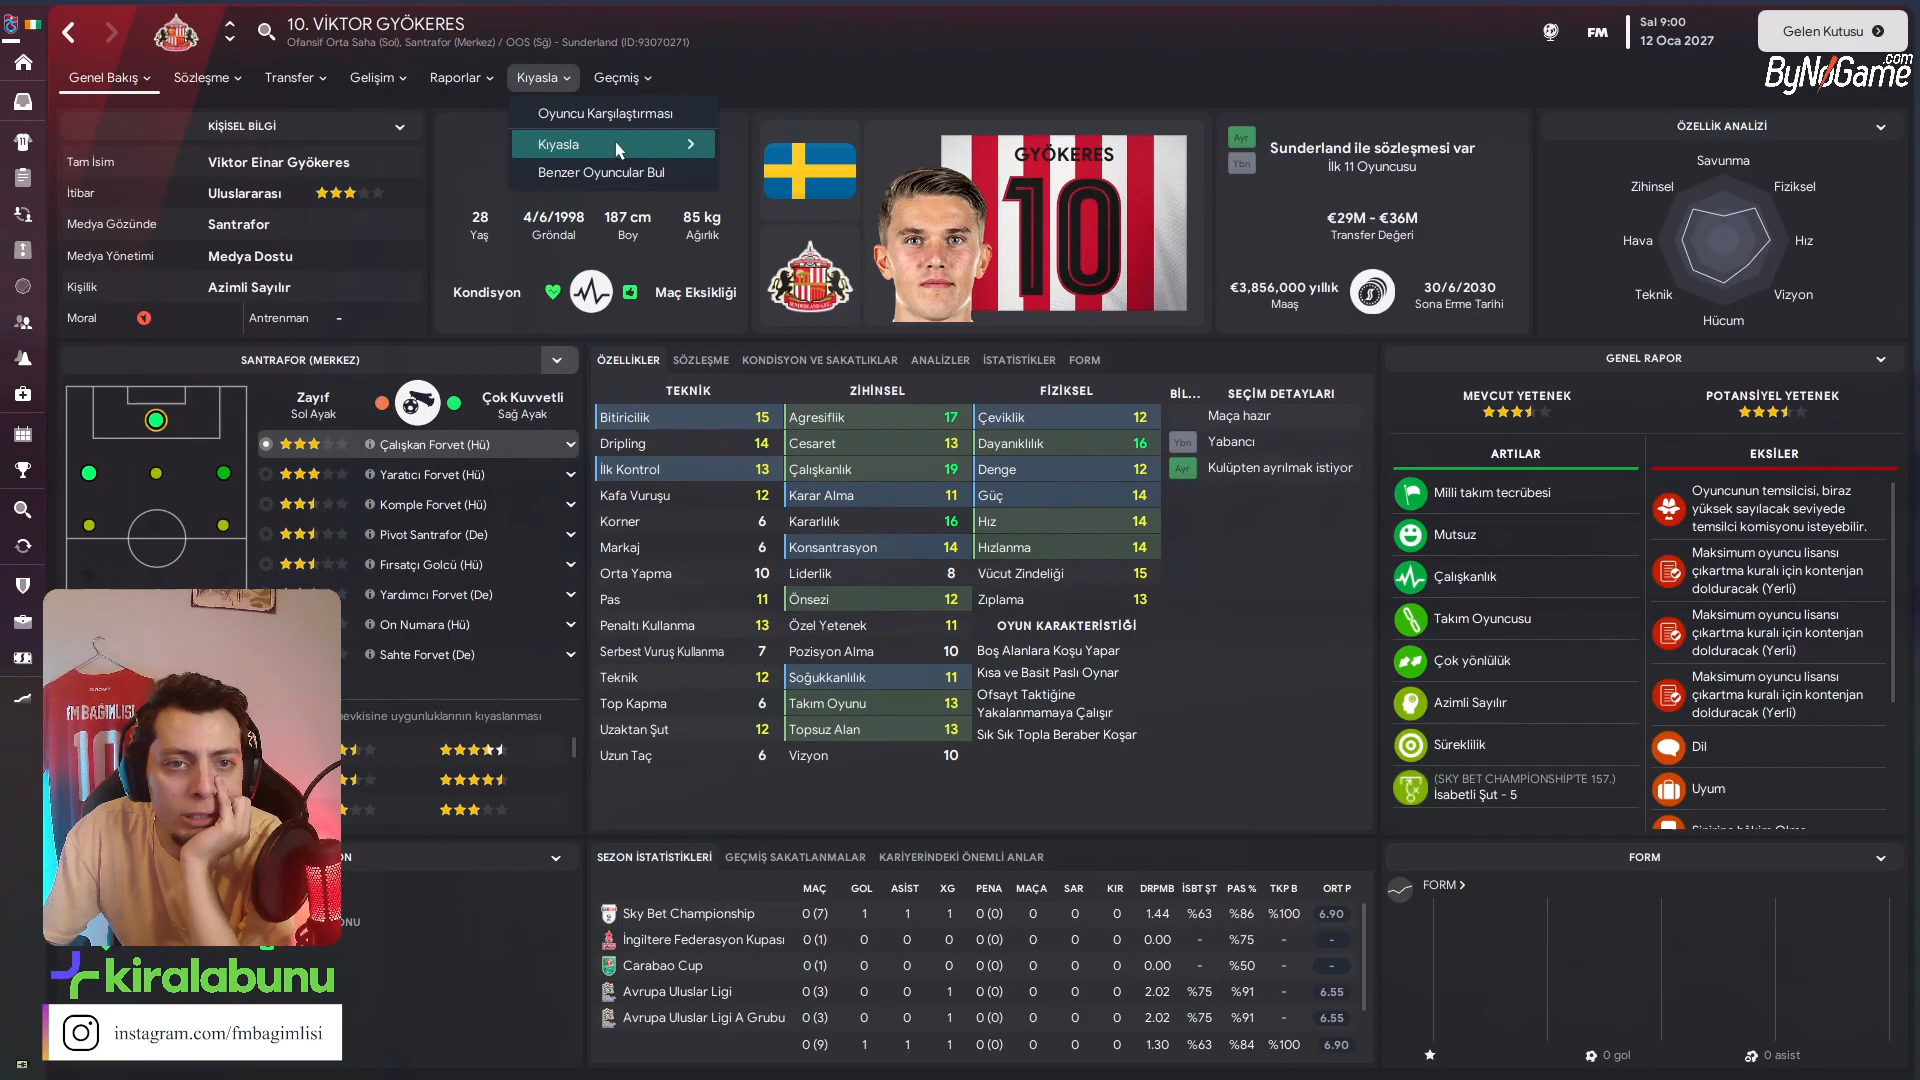 10. VİKTOR GYÖKERES
Ofansif Orta Saha (Sol), Santrafor (Merkez) / OOS (Sğ) - Sunderland (ID:93070271)
FM
Sal 9:00
12 Oca 2027
Gelen Kutusu
ByNoGame.com
Genel Bakış
Sözleşme
Transfer
Gelişim
Raporlar
Kıyasla
Geçmiş
Oyuncu Karşılaştırması
Kıyasla
Benzer Oyuncular Bul
KİŞİSEL BİLGİ
Tam İsim Viktor Einar Gyökeres
İtibar Uluslararası
Medya Gözünde Santrafor
Medya Yönetimi Medya Dostu
Kişilik Azimli Sayılır
Moral
Antrenman -
28 4/6/1998 187 cm 85 kg
Yaş Gröndal Boy Ağırlık
Kondisyon
Maç Eksikliği
GYÖKERES
10
Ayr
Ybn
Sunderland ile sözleşmesi var
İlk 11 Oyuncusu
€29M - €36M
Transfer Değeri
€3,856,000 yıllık
Maaş
30/6/2030
Sona Erme Tarihi
ÖZELLİK ANALİZİ
Savunma
Zihinsel Fiziksel
Hava Hız
Teknik Vizyon
Hücum
SANTRAFOR (MERKEZ)
Zayıf
Sol Ayak
Çok Kuvvetli
Sağ Ayak
Çalışkan Forvet (Hü)
Yaratıcı Forvet (Hü)
Komple Forvet (Hü)
Pivot Santrafor (De)
Fırsatçı Golcü (Hü)
Yardımcı Forvet (De)
On Numara (Hü)
Sahte Forvet (De)
mevkisine uygunluklarının kıyaslanması
ÖZELLİKLER SÖZLEŞME KONDİSYON VE SAKATLIKLAR ANALİZLER İSTATİSTİKLER FORM
TEKNİK ZİHİNSEL FİZİKSEL
Bitiricilik 15 Agresiflik 17 Çeviklik 12
Dripling 14 Cesaret 13 Dayanıklılık 16
İlk Kontrol 13 Çalışkanlık 19 Denge 12
Kafa Vuruşu 12 Karar Alma 11 Güç 14
Korner 6 Kararlılık 16 Hız 14
Markaj 6 Konsantrasyon 14 Hızlanma 14
Orta Yapma 10 Liderlik 8 Vücut Zindeliği 15
Pas 11 Önsezi 12 Zıplama 13
Penaltı Kullanma 13 Özel Yetenek 11
Serbest Vuruş Kullanma 7 Pozisyon Alma 10
Teknik 12 Soğukkanlılık 11
Top Kapma 6 Takım Oyunu 13
Uzaktan Şut 12 Topsuz Alan 13
Uzun Taç 6 Vizyon 10
OYUN KARAKTERİSTİĞİ
Boş Alanlara Koşu Yapar
Kısa ve Basit Paslı Oynar
Ofsayt Taktiğine
Yakalanmamaya Çalışır
Sık Sık Topla Beraber Koşar
BİL... SEÇİM DETAYLARI
Maça hazır
Ybn Yabancı
Ayr Kulüpten ayrılmak istiyor
GENEL RAPOR
MEVCUT YETENEK
POTANSİYEL YETENEK
ARTILAR
Milli takım tecrübesi
Mutsuz
Çalışkanlık
Takım Oyuncusu
Çok yönlülük
Azimli Sayılır
Süreklilik
(SKY BET CHAMPİONSHİP'TE 157.)
İsabetli Şut - 5
EKSİLER
Oyuncunun temsilcisi, biraz
yüksek sayılacak seviyede
temsilci komisyonu isteyebilir.
Maksimum oyuncu lisansı
çıkartma kuralı için kontenjan
dolduracak (Yerli)
Maksimum oyuncu lisansı
çıkartma kuralı için kontenjan
dolduracak (Yerli)
Maksimum oyuncu lisansı
çıkartma kuralı için kontenjan
dolduracak (Yerli)
Dil
Uyum
FM BAĞIMLISI
10
SEZON İSTATİSTİKLERİ GEÇMİŞ SAKATLANMALAR KARİYERİNDEKİ ÖNEMLİ ANLAR
MAÇ GOL ASİST XG PENA MAÇA SAR KIR DRPMB İSBT ŞT PAS % TKP B ORT P
Sky Bet Championship 0 (7) 1 1 1 0 (0) 0 0 0 1.44 %63 %86 %100 6.90
İngiltere Federasyon Kupası 0 (1) 0 0 0 0 (0) 0 0 0 0.00 - %75 - -
Carabao Cup 0 (1) 0 0 0 0 (0) 0 0 0 0.00 - %50 - -
Avrupa Uluslar Ligi 0 (3) 0 0 1 0 (0) 0 0 0 2.02 %75 %91 - 6.55
Avrupa Uluslar Ligi A Grubu 0 (3) 0 0 1 0 (0) 0 0 0 2.02 %75 %91 - 6.55
0 (9) 1 1 1 0 (0) 0 0 0 1.30 %63 %84 %100 6.90
FORM
FORM
0 gol
0 asist
kiralabunu
instagram.com/fmbagimlisi